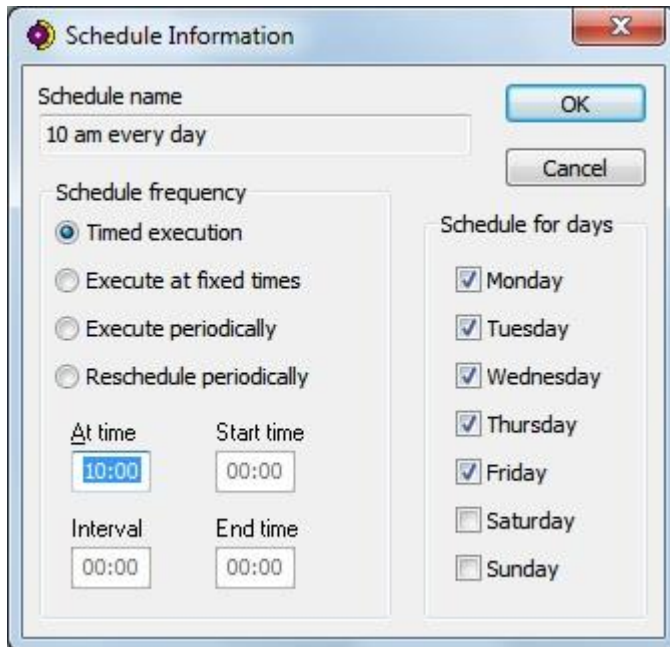 Schedule Information
Schedule name
OK
10 am every day
Cancel
Schedule frequency
Timed execution
Execute at fixed times
Execute periodically
Reschedule periodically
At time Start time
10:00 00:00
Interval End time
00:00 00:00
Schedule for days
Monday
Tuesday
Wednesday
Thursday
Friday
Saturday
Sunday